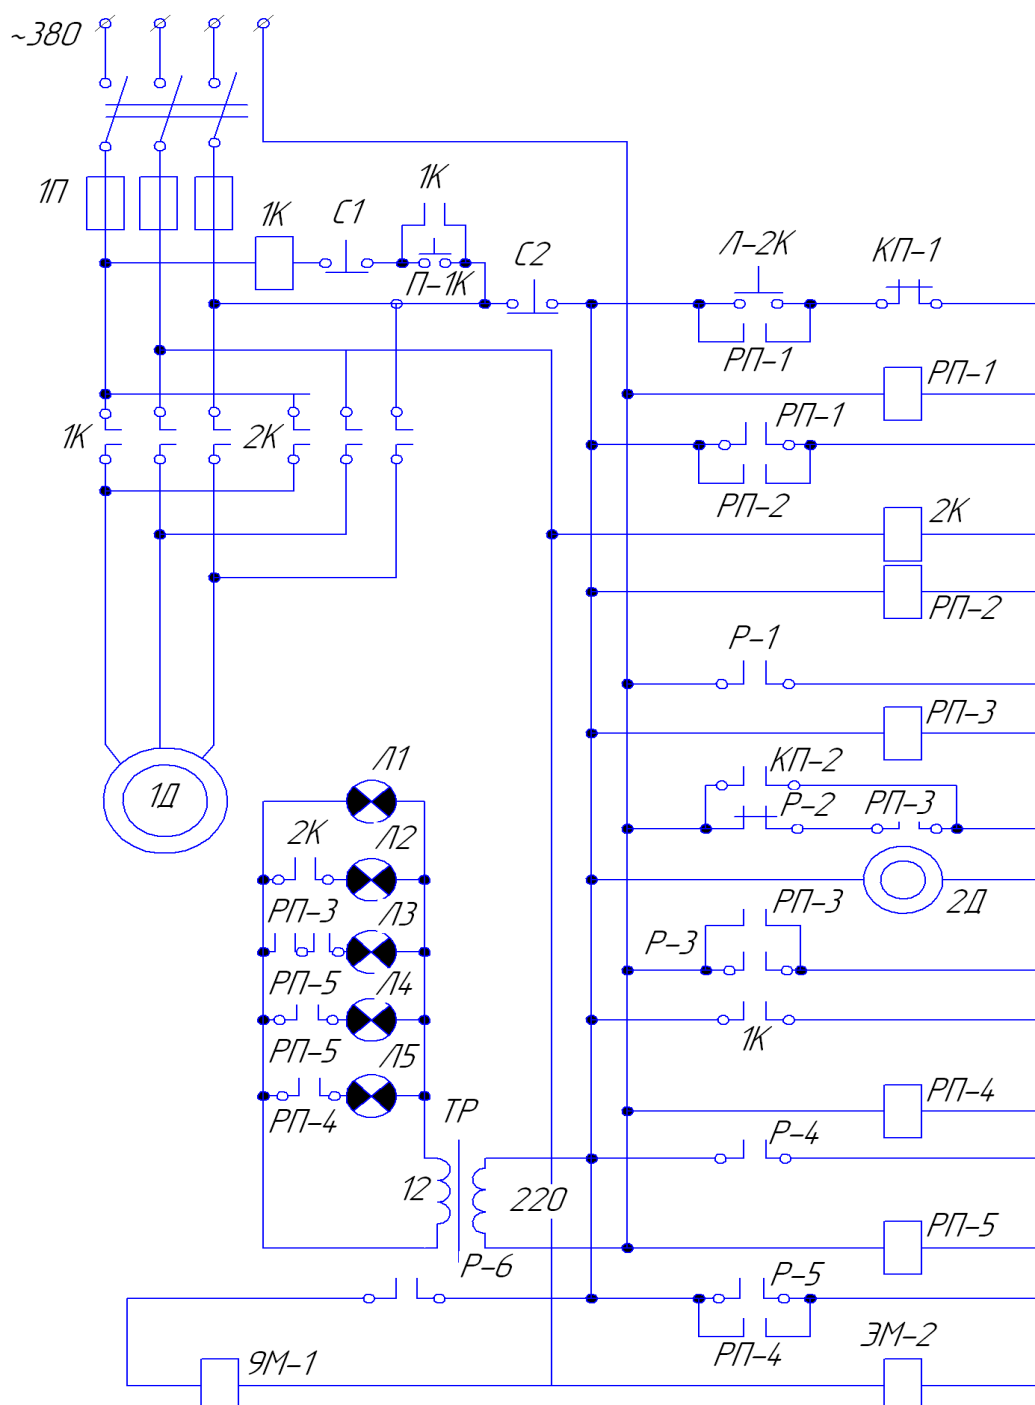 ~380
1П
1К
С1
1К
П-1К
С2
Л-2К
КП-1
РП-1
РП-1
РП-1
РП-2
1К
2К
2К
РП-2
Р-1
РП-3
КП-2
Р-2
РП-3
1Д
Л1
2К
Л2
РП-3
Л3
РП-5
Л4
РП-5
Л5
РП-4
2Д
РП-3
Р-3
1К
РП-4
ТР
Р-4
12
220
РП-5
Р-6
Р-5
РП-4
9М-1
ЭМ-2